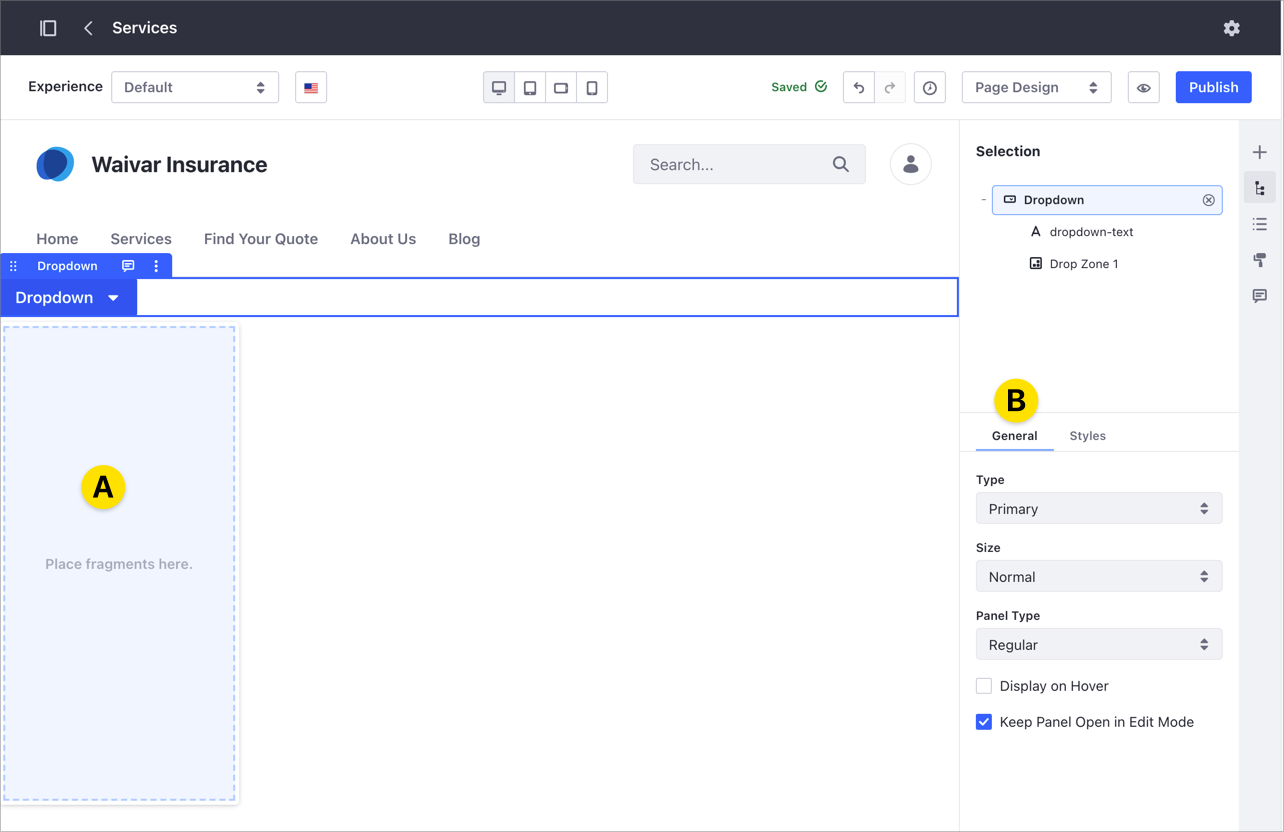 Services
Experience
Default
Saved
Page Design
Publish
Waivar Insurance
Search...
Home
Services
Find Your Quote
About Us
Blog
Dropdown
Dropdown
A
Place fragments here.
Selection
- Dropdown
A dropdown-text
Drop Zone 1
B
General
Styles
Type
Primary
Size
Normal
Panel Type
Regular
Display on Hover
Keep Panel Open in Edit Mode